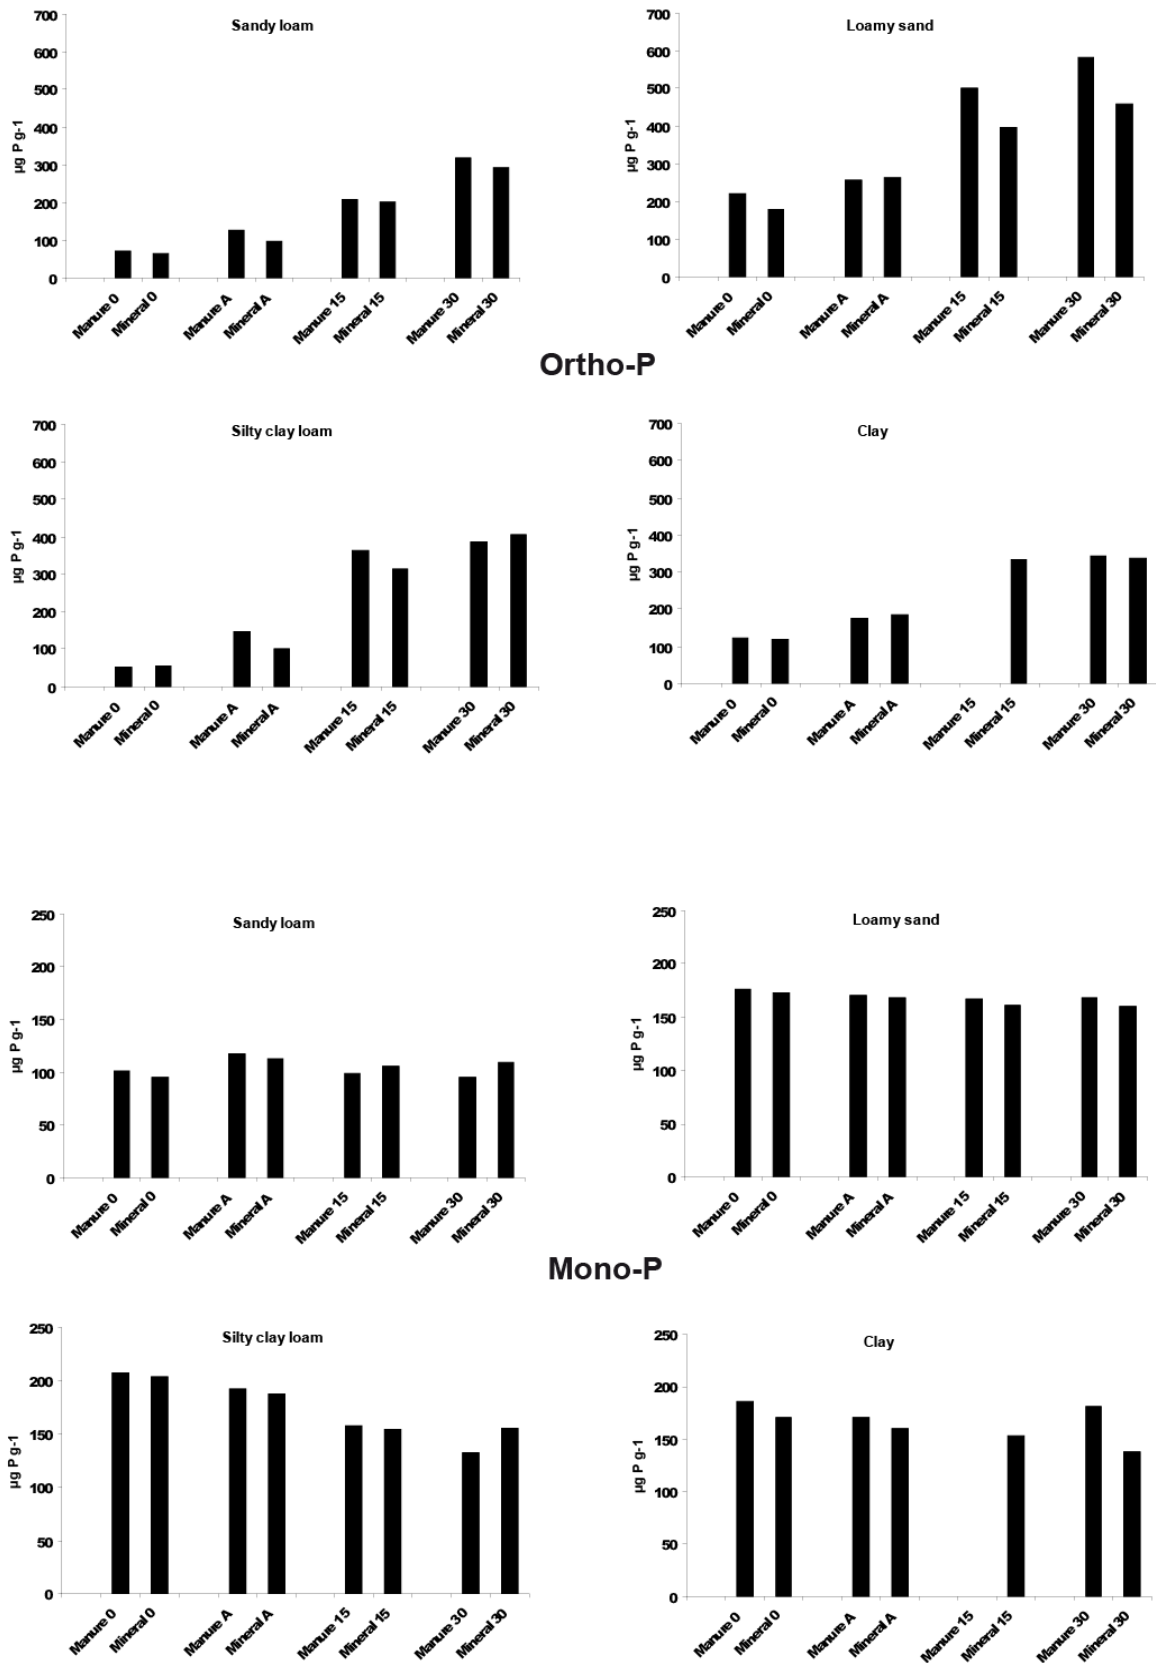 Sandy loam
700
600
500
400
300
200
100
0
µg P g-1
Manure 0
Mineral 0
Manure A
Mineral A
Manure 15
Mineral 15
Manure 30
Mineral 30
Loamy sand
700
600
500
400
300
200
100
0
µg P g-1
Manure 0
Mineral 0
Manure A
Mineral A
Manure 15
Mineral 15
Manure 30
Mineral 30
Ortho-P
Silty clay loam
700
600
500
400
300
200
100
0
µg P g-1
Manure 0
Mineral 0
Manure A
Mineral A
Manure 15
Mineral 15
Manure 30
Mineral 30
Clay
700
600
500
400
300
200
100
0
µg P g-1
Manure 0
Mineral 0
Manure A
Mineral A
Manure 15
Mineral 15
Manure 30
Mineral 30
Sandy loam
250
200
150
100
50
0
µg P g-1
Manure 0
Mineral 0
Manure A
Mineral A
Manure 15
Mineral 15
Manure 30
Mineral 30
Loamy sand
250
200
150
100
50
0
µg P g-1
Manure 0
Mineral 0
Manure A
Mineral A
Manure 15
Mineral 15
Manure 30
Mineral 30
Mono-P
Silty clay loam
250
200
150
100
50
0
µg P g-1
Manure 0
Mineral 0
Manure A
Mineral A
Manure 15
Mineral 15
Manure 30
Mineral 30
Clay
250
200
150
100
50
0
µg P g-1
Manure 0
Mineral 0
Manure A
Mineral A
Manure 15
Mineral 15
Manure 30
Mineral 30